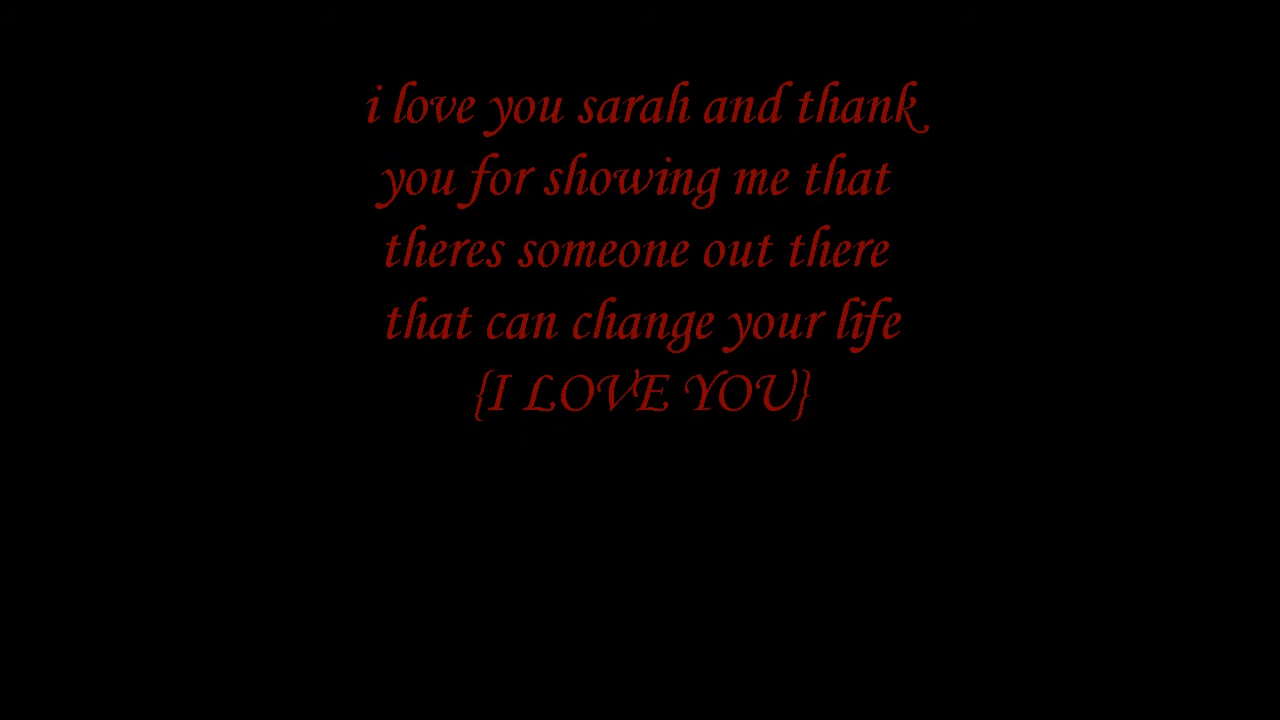 i love you sarah and thank
you for showing me that
theres someone out there
that can change your life
{I LOVE YOU}